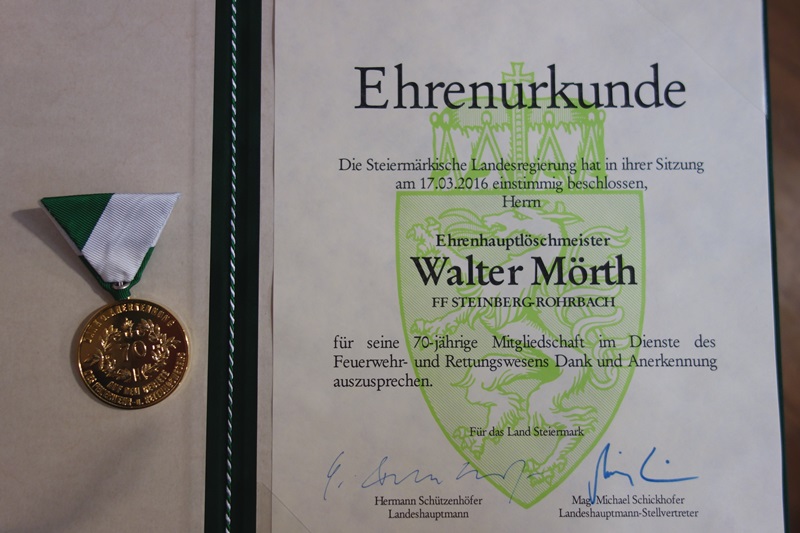 Ehrenurkunde
Die Steiermärkische Landesregierung hat in ihrer Sitzung
am 17.03.2016 einstimmig beschlossen,
Herrn
Ehrenhauptlöschmeister
Walter Mörth
FF STEINBERG-ROHRBACH
für seine 70-jährige Mitgliedschaft im Dienste des
Feuerwehr- und Rettungswesens Dank und Anerkennung
auszusprechen.
Für das Land Steiermark
Hermann Schützenhöfer
Landeshauptmann
Mag. Michael Schickhofer
Landeshauptmann-Stellvertreter
70